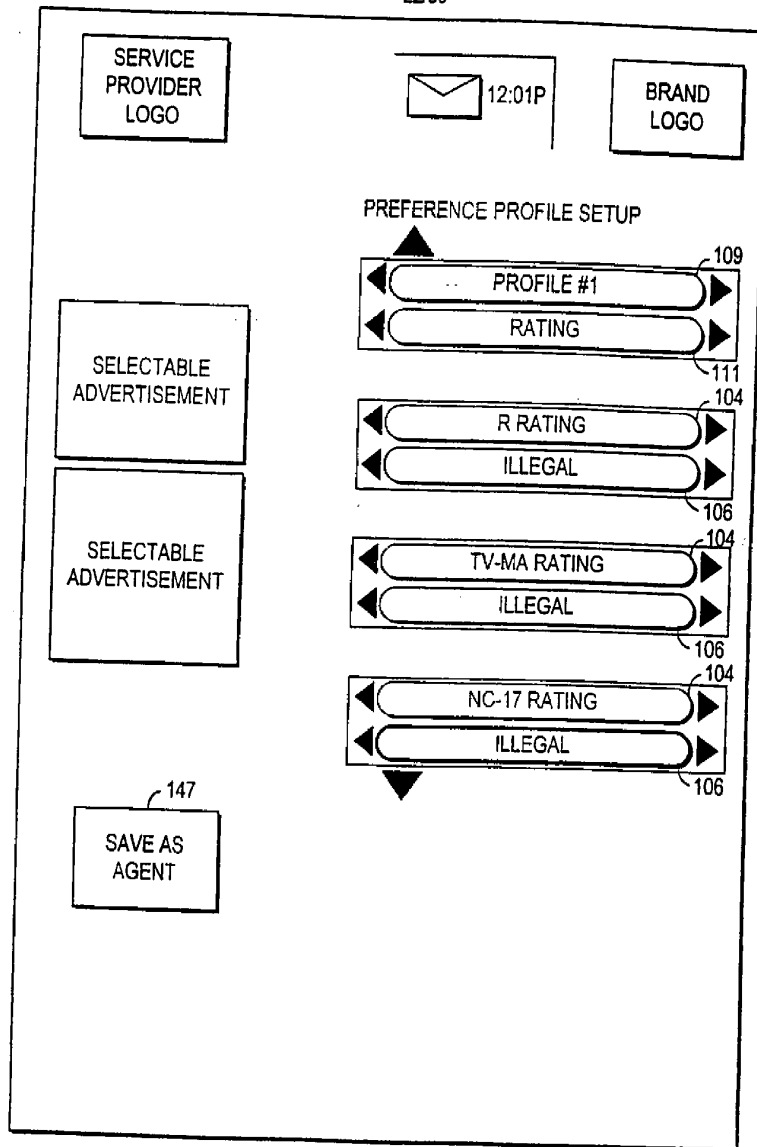 SERVICE
PROVIDER
LOGO
12:01P
BRAND
LOGO
PREFERENCE PROFILE SETUP
109
PROFILE #1
RATING
111
SELECTABLE
ADVERTISEMENT
104
R RATING
ILLEGAL
106
SELECTABLE
ADVERTISEMENT
104
TV-MA RATING
ILLEGAL
106
104
NC-17 RATING
ILLEGAL
106
147
SAVE AS
AGENT